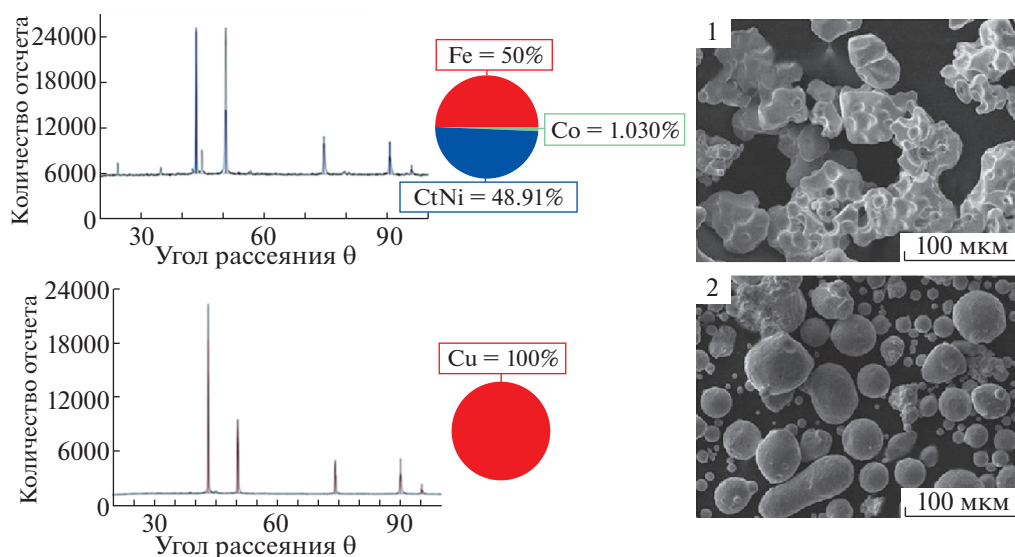 Количество отсчета
24000
18000
12000
6000
0
30
60
90
Угол рассеяния θ
Fe = 50%
Co = 1.030%
CtNi = 48.91%
1
100 мкм
Количество отсчета
24000
18000
12000
6000
0
30
60
90
Угол рассеяния θ
Cu = 100%
2
100 мкм